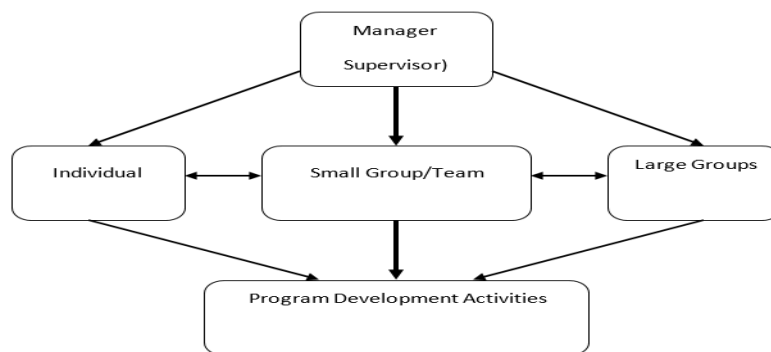 Manager
Supervisor)
Individual
Small Group/Team
Large Groups
Program Development Activities